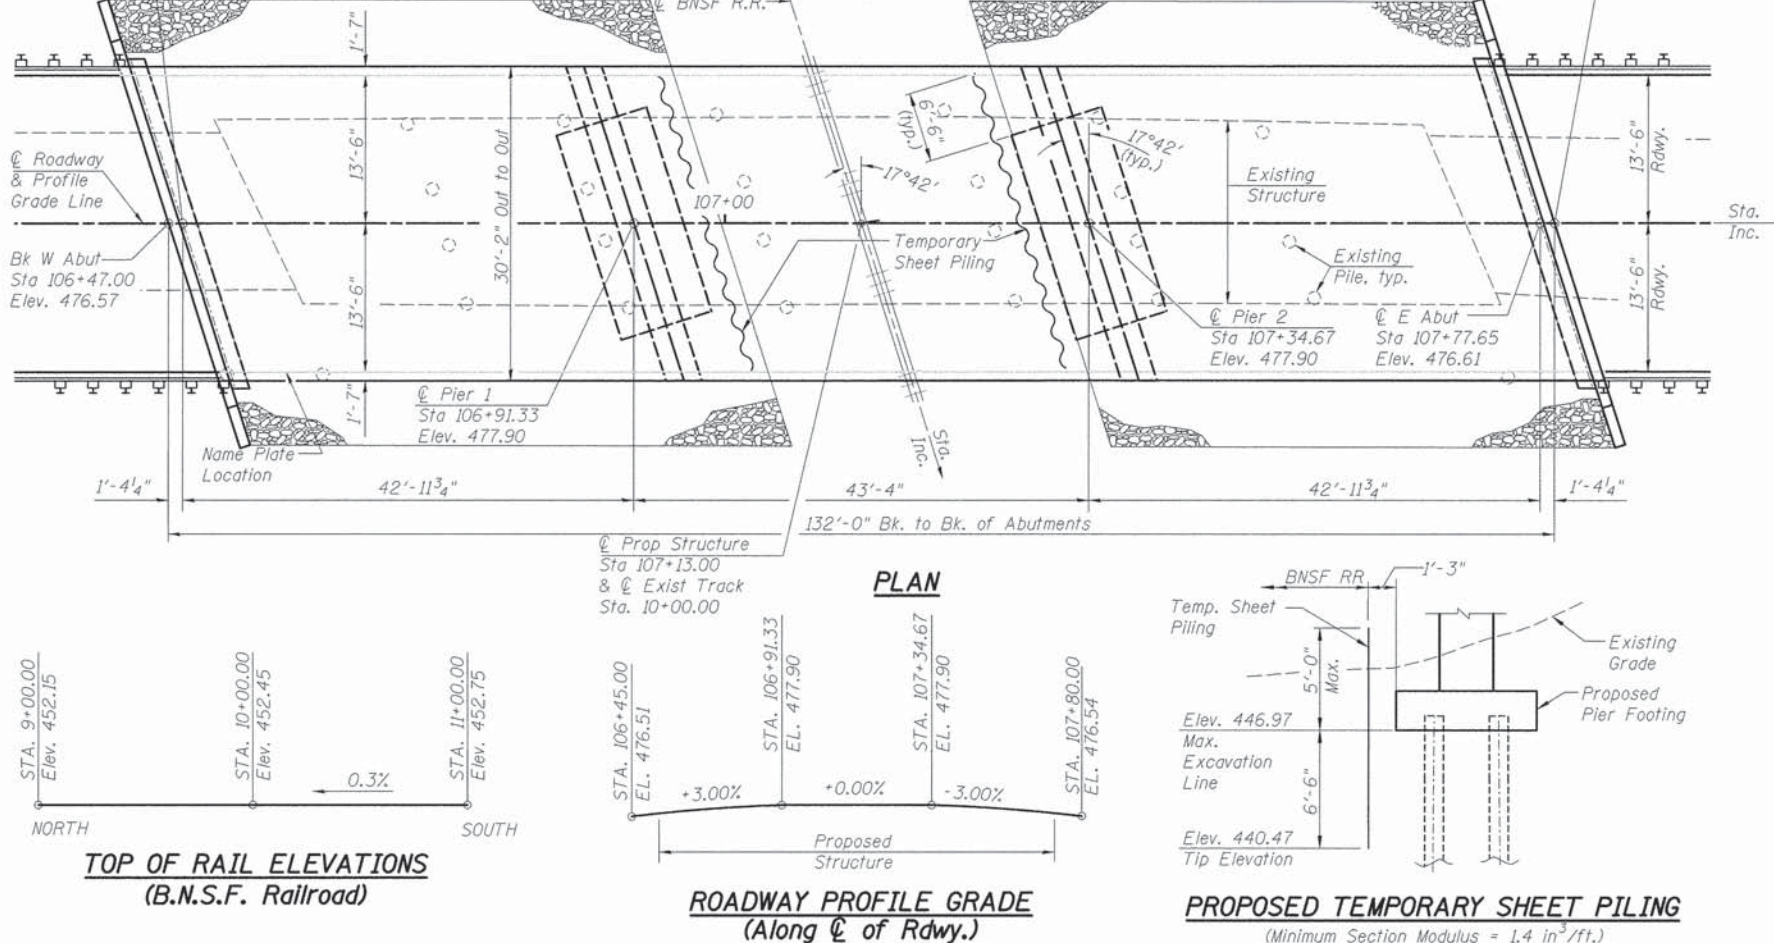 ℄ BNSF R.R.
1'-7"
13'-6"
30'-2" Out to Out
6'-6"
(typ.)
17°42'
(typ.)
17°42'
13'-6"
Rdwy.
℄ Roadway
& Profile
Grade Line
107+00
Existing
Structure
Sta.
Inc.
Bk W Abut
Sta 106+47.00
Elev. 476.57
Temporary
Sheet Piling
Existing
Pile, typ.
13'-6"
13'-6"
Rdwy.
℄ Pier 2
Sta 107+34.67
Elev. 477.90
℄ E Abut
Sta 107+77.65
Elev. 476.61
1'-7"
℄ Pier 1
Sta 106+91.33
Elev. 477.90
Sta.
Inc.
Name Plate
Location
1'-4¼"
42'-11¾"
43'-4"
42'-11¾"
1'-4¼"
132'-0" Bk. to Bk. of Abutments
℄ Prop Structure
Sta 107+13.00
& ℄ Exist Track
Sta. 10+00.00
PLAN
STA. 9+00.00
Elev. 452.15
STA. 10+00.00
Elev. 452.45
STA. 11+00.00
Elev. 452.75
0.3%
NORTH
SOUTH
TOP OF RAIL ELEVATIONS
(B.N.S.F. Railroad)
STA. 106+45.00
EL. 476.51
STA. 106+91.33
EL. 477.90
STA. 107+34.67
EL. 477.90
STA. 107+80.00
EL. 476.54
+3.00%
+0.00%
-3.00%
Proposed
Structure
ROADWAY PROFILE GRADE
(Along ℄ of Rdwy.)
BNSF RR
1'-3"
Temp. Sheet
Piling
5'-0"
Max.
Existing
Grade
Proposed
Pier Footing
Elev. 446.97
Max.
Excavation
Line
6'-6"
Elev. 440.47
Tip Elevation
PROPOSED TEMPORARY SHEET PILING
(Minimum Section Modulus = 1.4 in³/ft.)